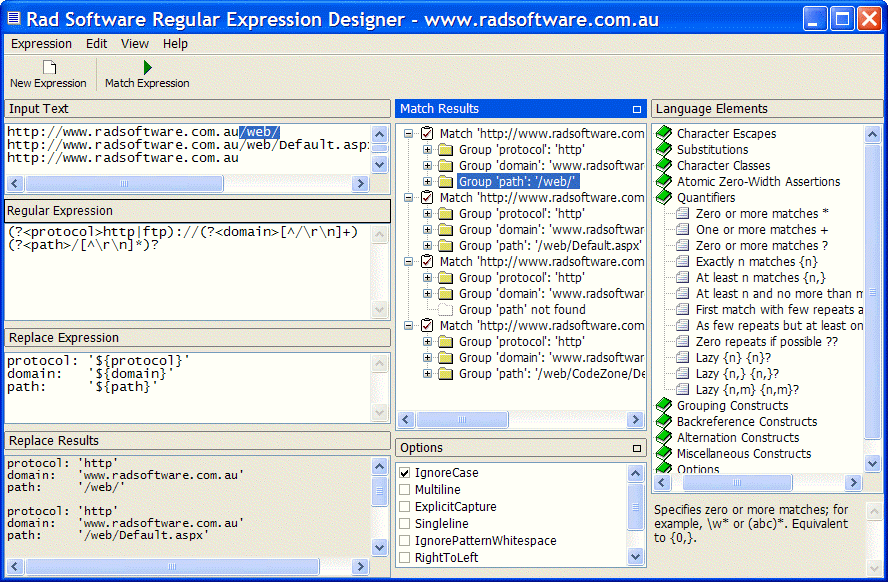 Rad Software Regular Expression Designer - www.radsoftware.com.au
Expression Edit View Help
New Expression Match Expression
Input Text
http://www.radsoftware.com.au/web/
http://www.radsoftware.com.au/web/Default.aspx
http://www.radsoftware.com.au
Regular Expression
(?<protocol>http|ftp)://(?<domain>[^/\r\n]+)
(?<path>/[^\r\n]*)?
Replace Expression
protocol: '${protocol}'
domain: '${domain}'
path: '${path}'
Replace Results
protocol: 'http'
domain: 'www.radsoftware.com.au'
path: '/web/'
protocol: 'http'
domain: 'www.radsoftware.com.au'
path: '/web/Default.aspx'
Match Results
Match 'http://www.radsoftware.com
Group 'protocol': 'http'
Group 'domain': 'www.radsoftwar
Group 'path': '/web/'
Match 'http://www.radsoftware.com
Group 'protocol': 'http'
Group 'domain': 'www.radsoftwar
Group 'path': '/web/Default.aspx'
Match 'http://www.radsoftware.com
Group 'protocol': 'http'
Group 'domain': 'www.radsoftwar
Group 'path' not found
Match 'http://www.radsoftware.com
Group 'protocol': 'http'
Group 'domain': 'www.radsoftwar
Group 'path': '/web/CodeZone/De
Options
IgnoreCase
Multiline
ExplicitCapture
Singleline
IgnorePatternWhitespace
RightToLeft
Language Elements
Character Escapes
Substitutions
Character Classes
Atomic Zero-Width Assertions
Quantifiers
Zero or more matches *
One or more matches +
Zero or more matches ?
Exactly n matches {n}
At least n matches {n,}
At least n and no more than m
First match with few repeats a
As few repeats but at least on
Zero repeats if possible ??
Lazy {n} {n}?
Lazy {n,} {n,}?
Lazy {n,m} {n,m}?
Grouping Constructs
Backreference Constructs
Alternation Constructs
Miscellaneous Constructs
Options
Specifies zero or more matches; for
example, \w* or (abc)*. Equivalent
to {0,}.